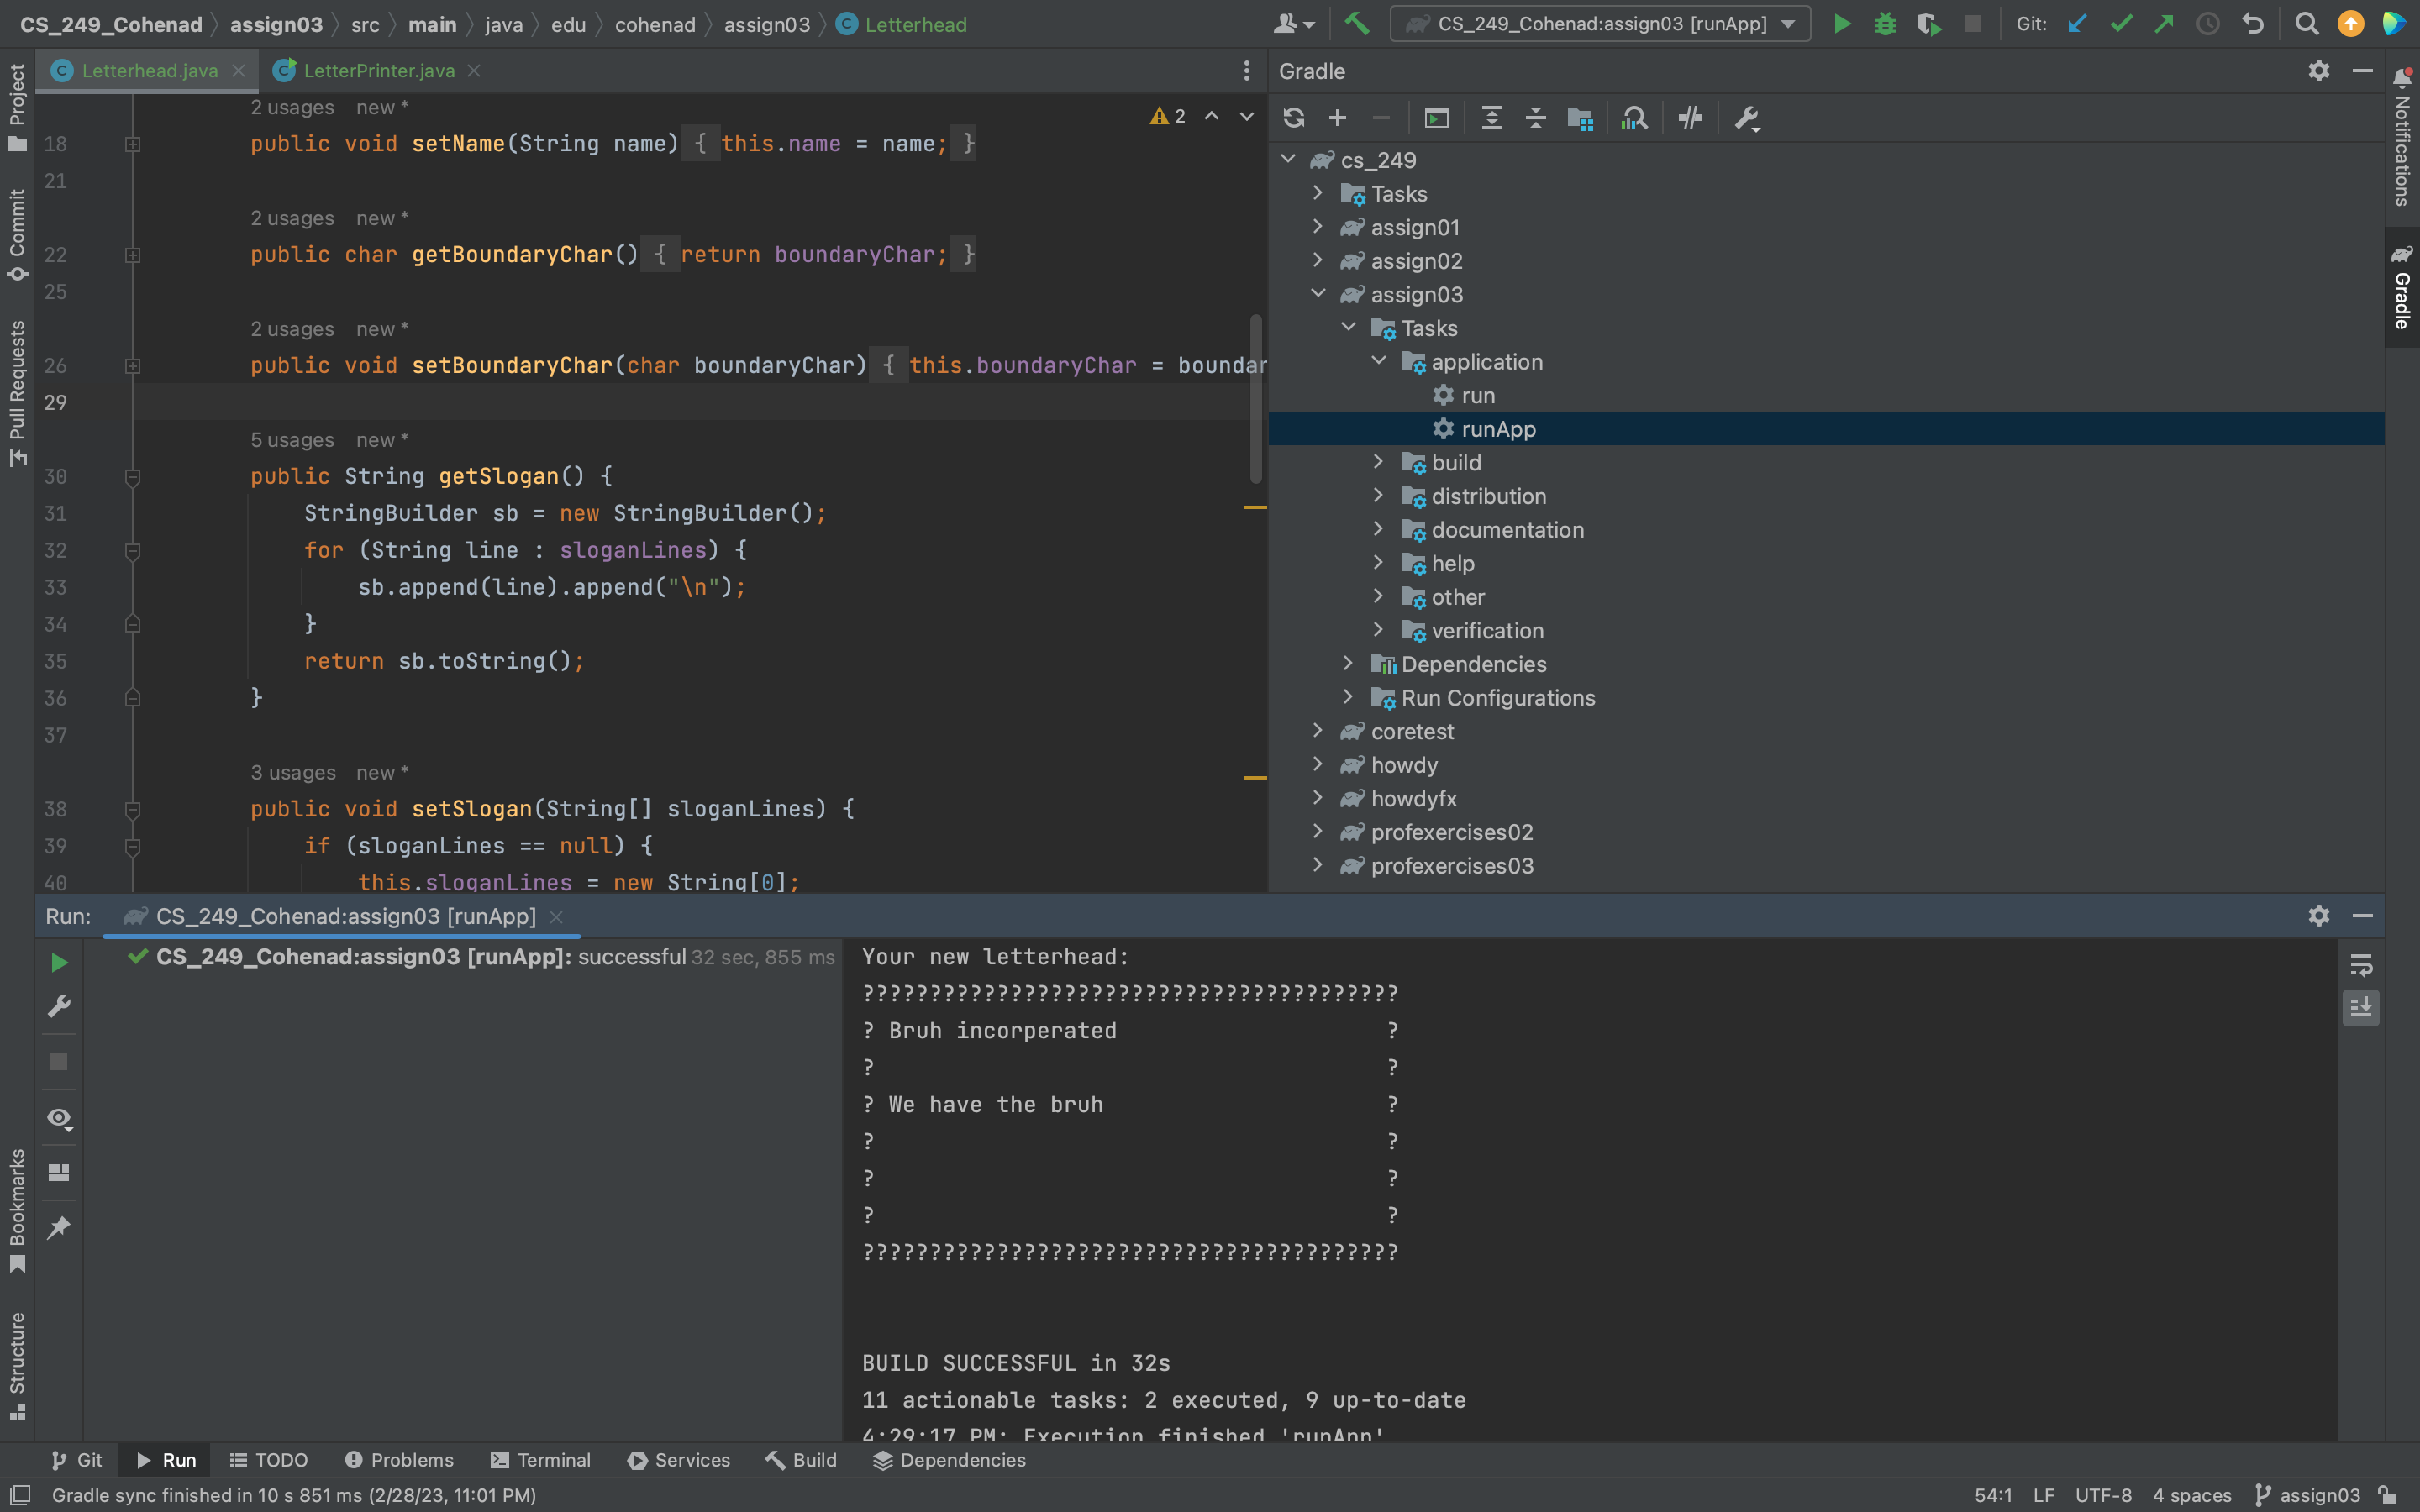 CS_249_Cohenad assign03 src main java edu cohenad assign03 Letterhead
CS_249_Cohenad:assign03 [runApp]
Git:
Letterhead.java
LetterPrinter.java
Gradle
Project
Commit
Pull Requests
Bookmarks
Structure
Notifications
Gradle
2
2 usages new *
18 public void setName(String name) { this.name = name; }
21
2 usages new *
22 public char getBoundaryChar() { return boundaryChar; }
25
2 usages new *
26 public void setBoundaryChar(char boundaryChar) { this.boundaryChar = boundar
29
5 usages new *
30 public String getSlogan() {
31 StringBuilder sb = new StringBuilder();
32 for (String line : sloganLines) {
33 sb.append(line).append("\n");
34 }
35 return sb.toString();
36 }
37
3 usages new *
38 public void setSlogan(String[] sloganLines) {
39 if (sloganLines == null) {
40 this.sloganLines = new String[0];
cs_249
Tasks
assign01
assign02
assign03
Tasks
application
run
runApp
build
distribution
documentation
help
other
verification
Dependencies
Run Configurations
coretest
howdy
howdyfx
profexercises02
profexercises03
Run: CS_249_Cohenad:assign03 [runApp]
CS_249_Cohenad:assign03 [runApp]: successful 32 sec, 855 ms
Your new letterhead:
????????????????????????????????????????
? Bruh incorperated ?
? ?
? We have the bruh ?
? ?
? ?
? ?
????????????????????????????????????????
BUILD SUCCESSFUL in 32s
11 actionable tasks: 2 executed, 9 up-to-date
4:29:17 PM: Execution finished 'runApp'.
Git Run TODO Problems Terminal Services Build Dependencies
Gradle sync finished in 10 s 851 ms (2/28/23, 11:01 PM)
54:1 LF UTF-8 4 spaces assign03